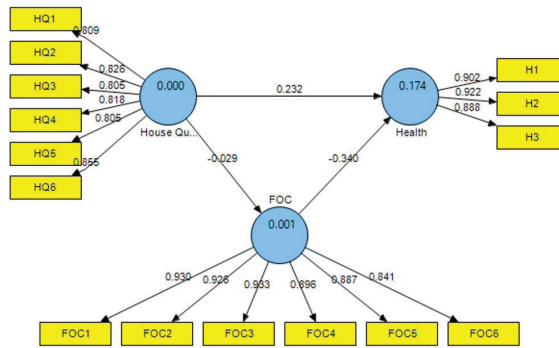 HQ1
0.809
HQ2
0.826
HQ3
0.805
HQ4
0.818
HQ5
0.805
HQ6
0.855
0.000
House Qu...
0.232
0.174
Health
0.902
H1
0.922
H2
0.888
H3
-0.029
-0.340
FOC
0.001
0.930
0.926
0.933
0.896
0.887
0.841
FOC1
FOC2
FOC3
FOC4
FOC5
FOC6